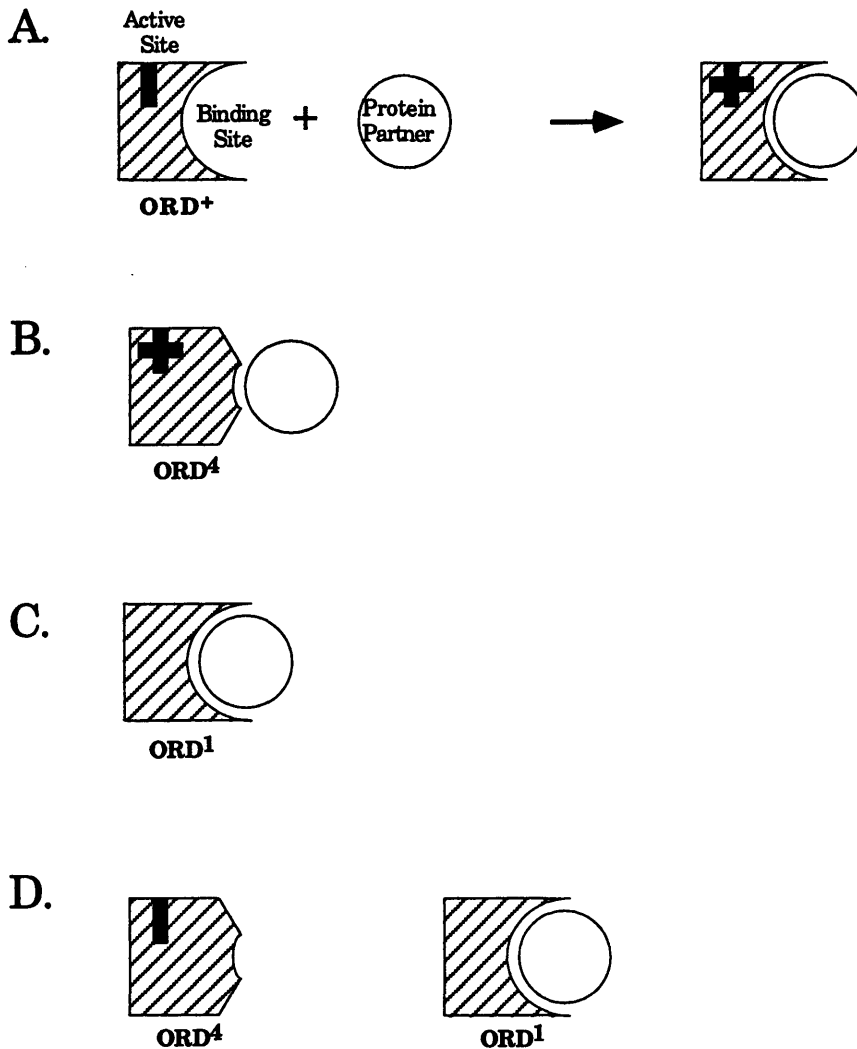 A.
Active
Site
Binding
Site
+
Protein
Partner
ORD+
B.
ORD4
C.
ORD1
D.
ORD4
ORD1